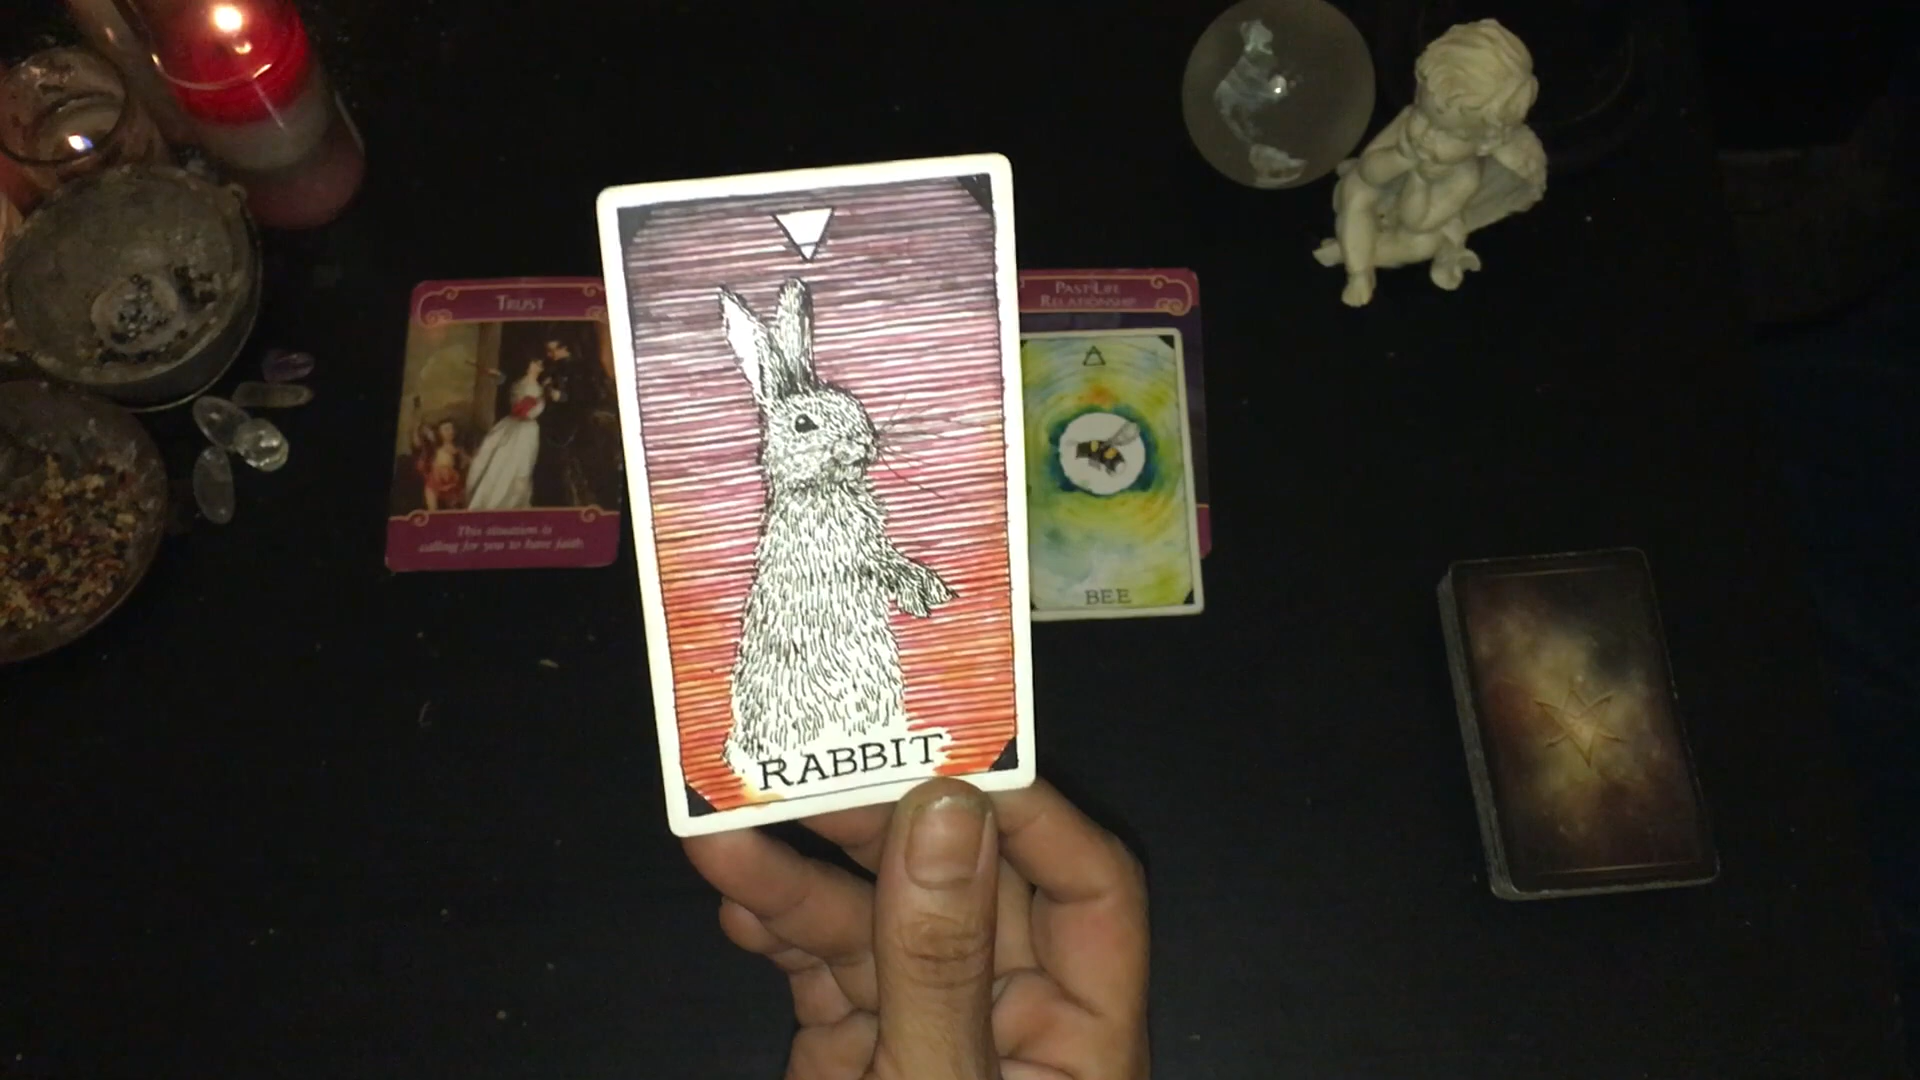 TRUST
This situation is
calling for you to have faith
RABBIT
PAST-LIFE
RELATIONSHIP
BEE